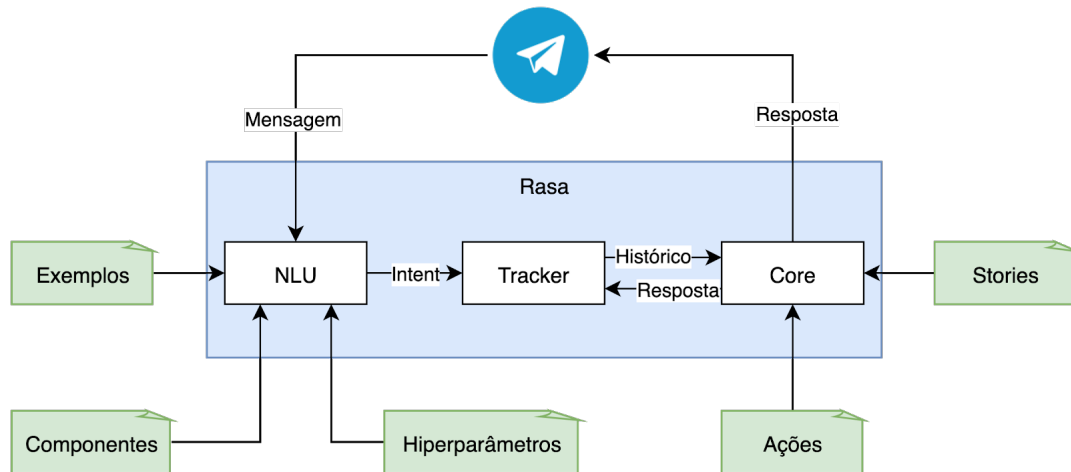 Mensagem
Resposta
Rasa
Exemplos
NLU
Intent
Tracker
Histórico
Resposta
Core
Stories
Componentes
Hiperparâmetros
Ações